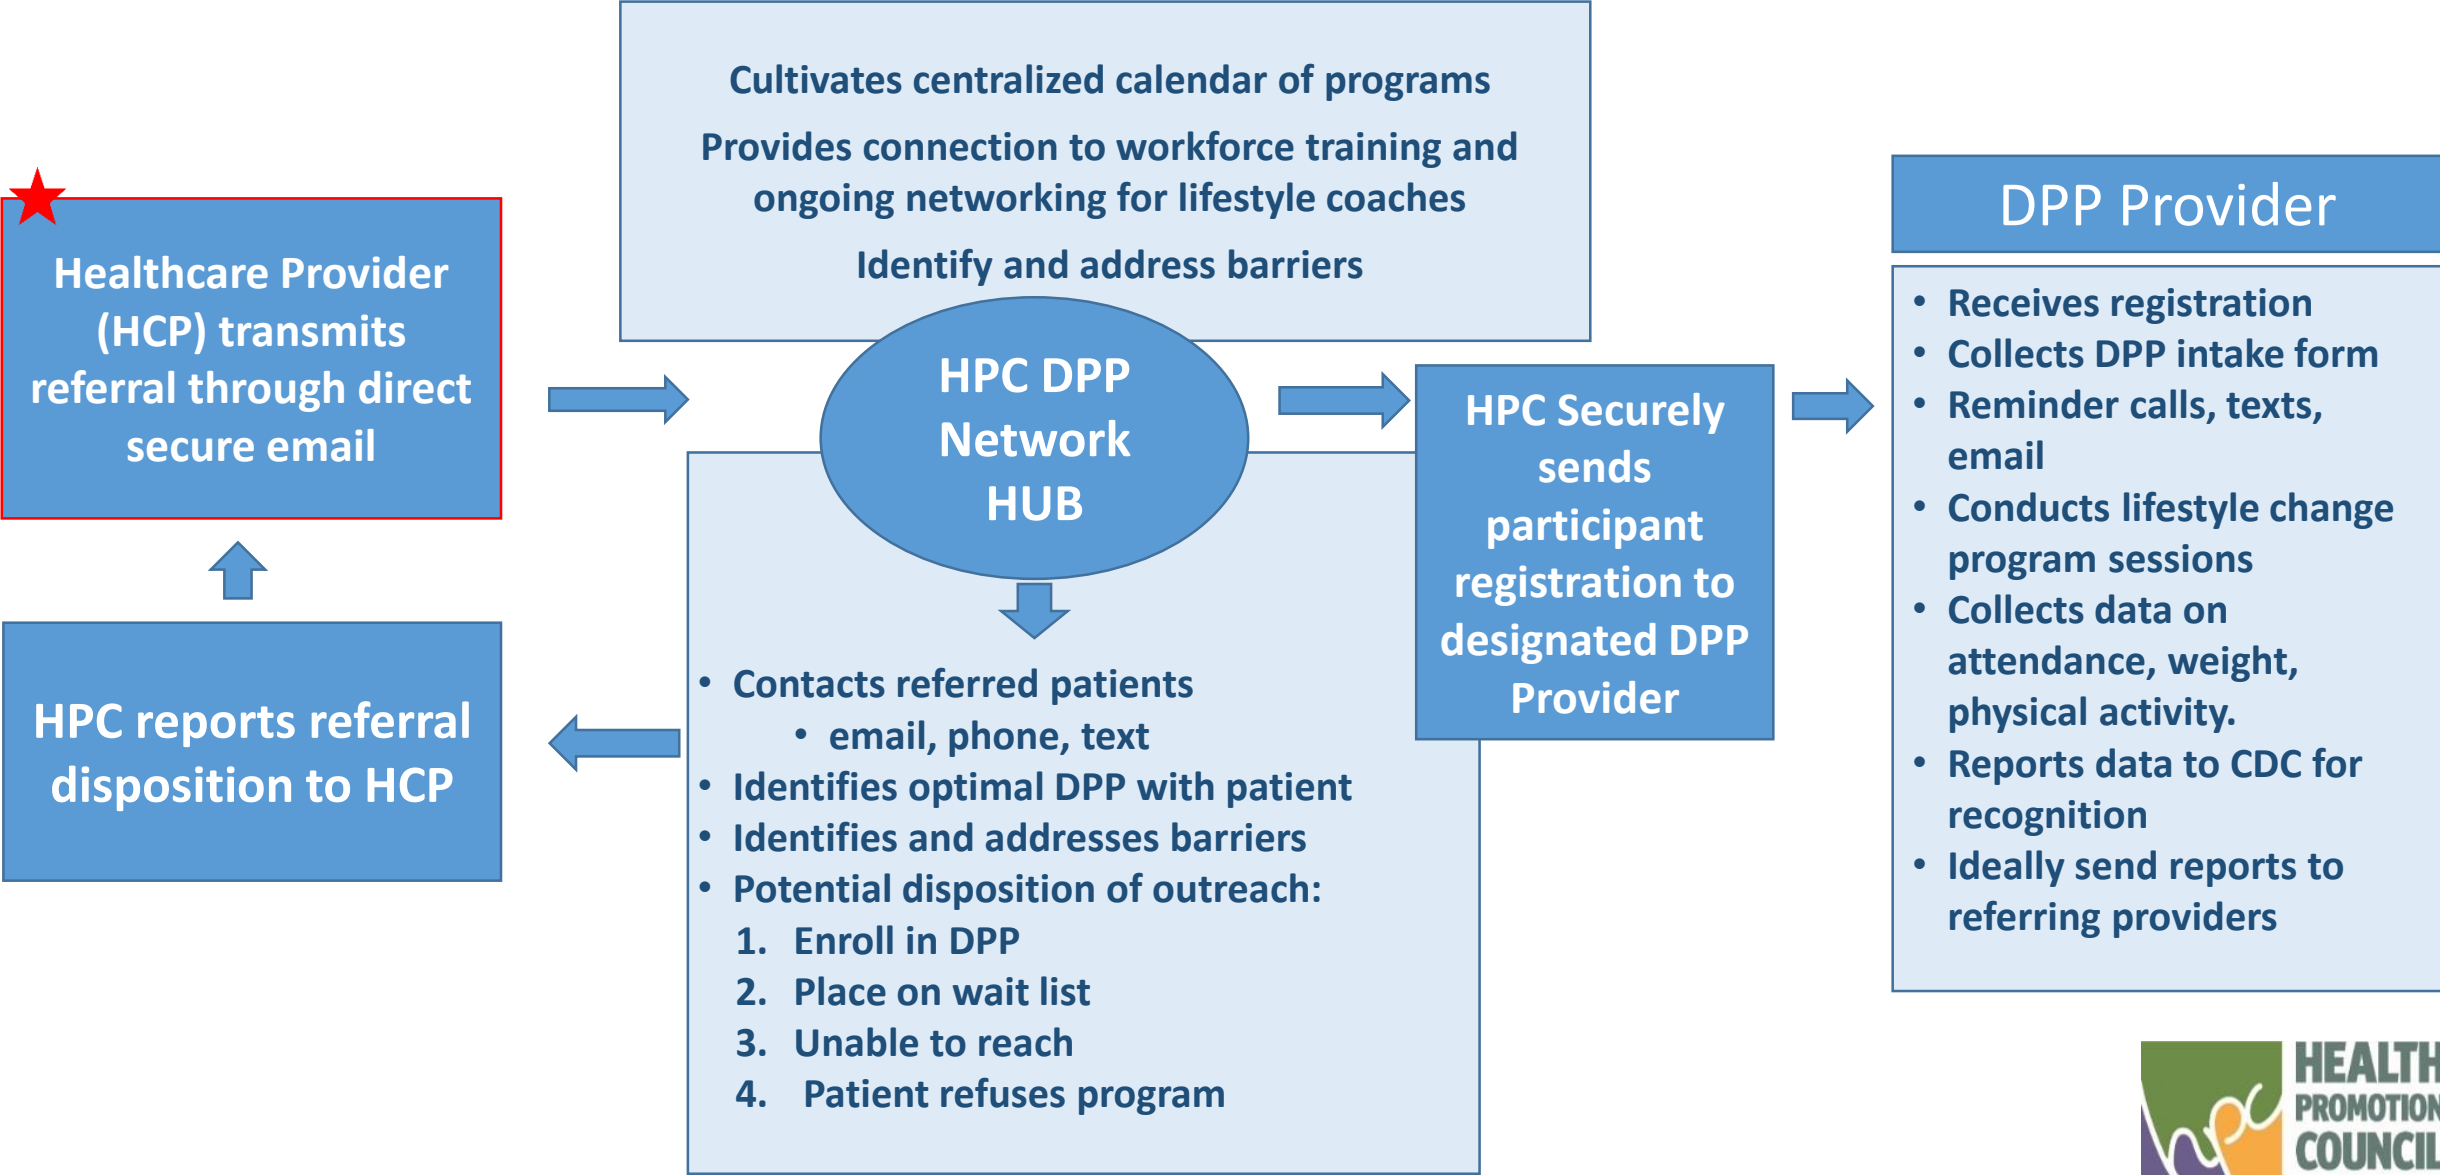 Cultivates centralized calendar of programs
Provides connection to workforce training and
ongoing networking for lifestyle coaches
Identify and address barriers
Healthcare Provider
(HCP) transmits
referral through direct
secure email
HPC DPP
Network
HUB
HPC Securely
sends
participant
registration to
designated DPP
Provider
DPP Provider
• Receives registration
• Collects DPP intake form
• Reminder calls, texts,
email
• Conducts lifestyle change
program sessions
• Collects data on
attendance, weight,
physical activity.
• Reports data to CDC for
recognition
• Ideally send reports to
referring providers
• Contacts referred patients
• email, phone, text
• Identifies optimal DPP with patient
• Identifies and addresses barriers
• Potential disposition of outreach:
1. Enroll in DPP
2. Place on wait list
3. Unable to reach
4. Patient refuses program
HPC reports referral
disposition to HCP
hpc
HEALTH
PROMOTION
COUNCIL